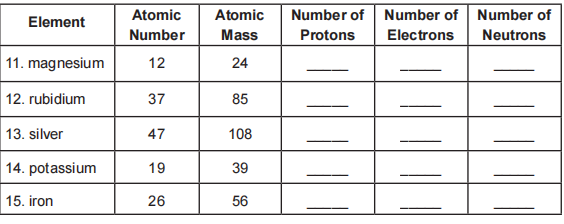 Element Atomic Number Atomic Mass Number of Protons Number of Electrons Number of Neutrons
11. magnesium 12 24 _____ _____ _____
12. rubidium 37 85 _____ _____ _____
13. silver 47 108 _____ _____ _____
14. potassium 19 39 _____ _____ _____
15. iron 26 56 _____ _____ _____